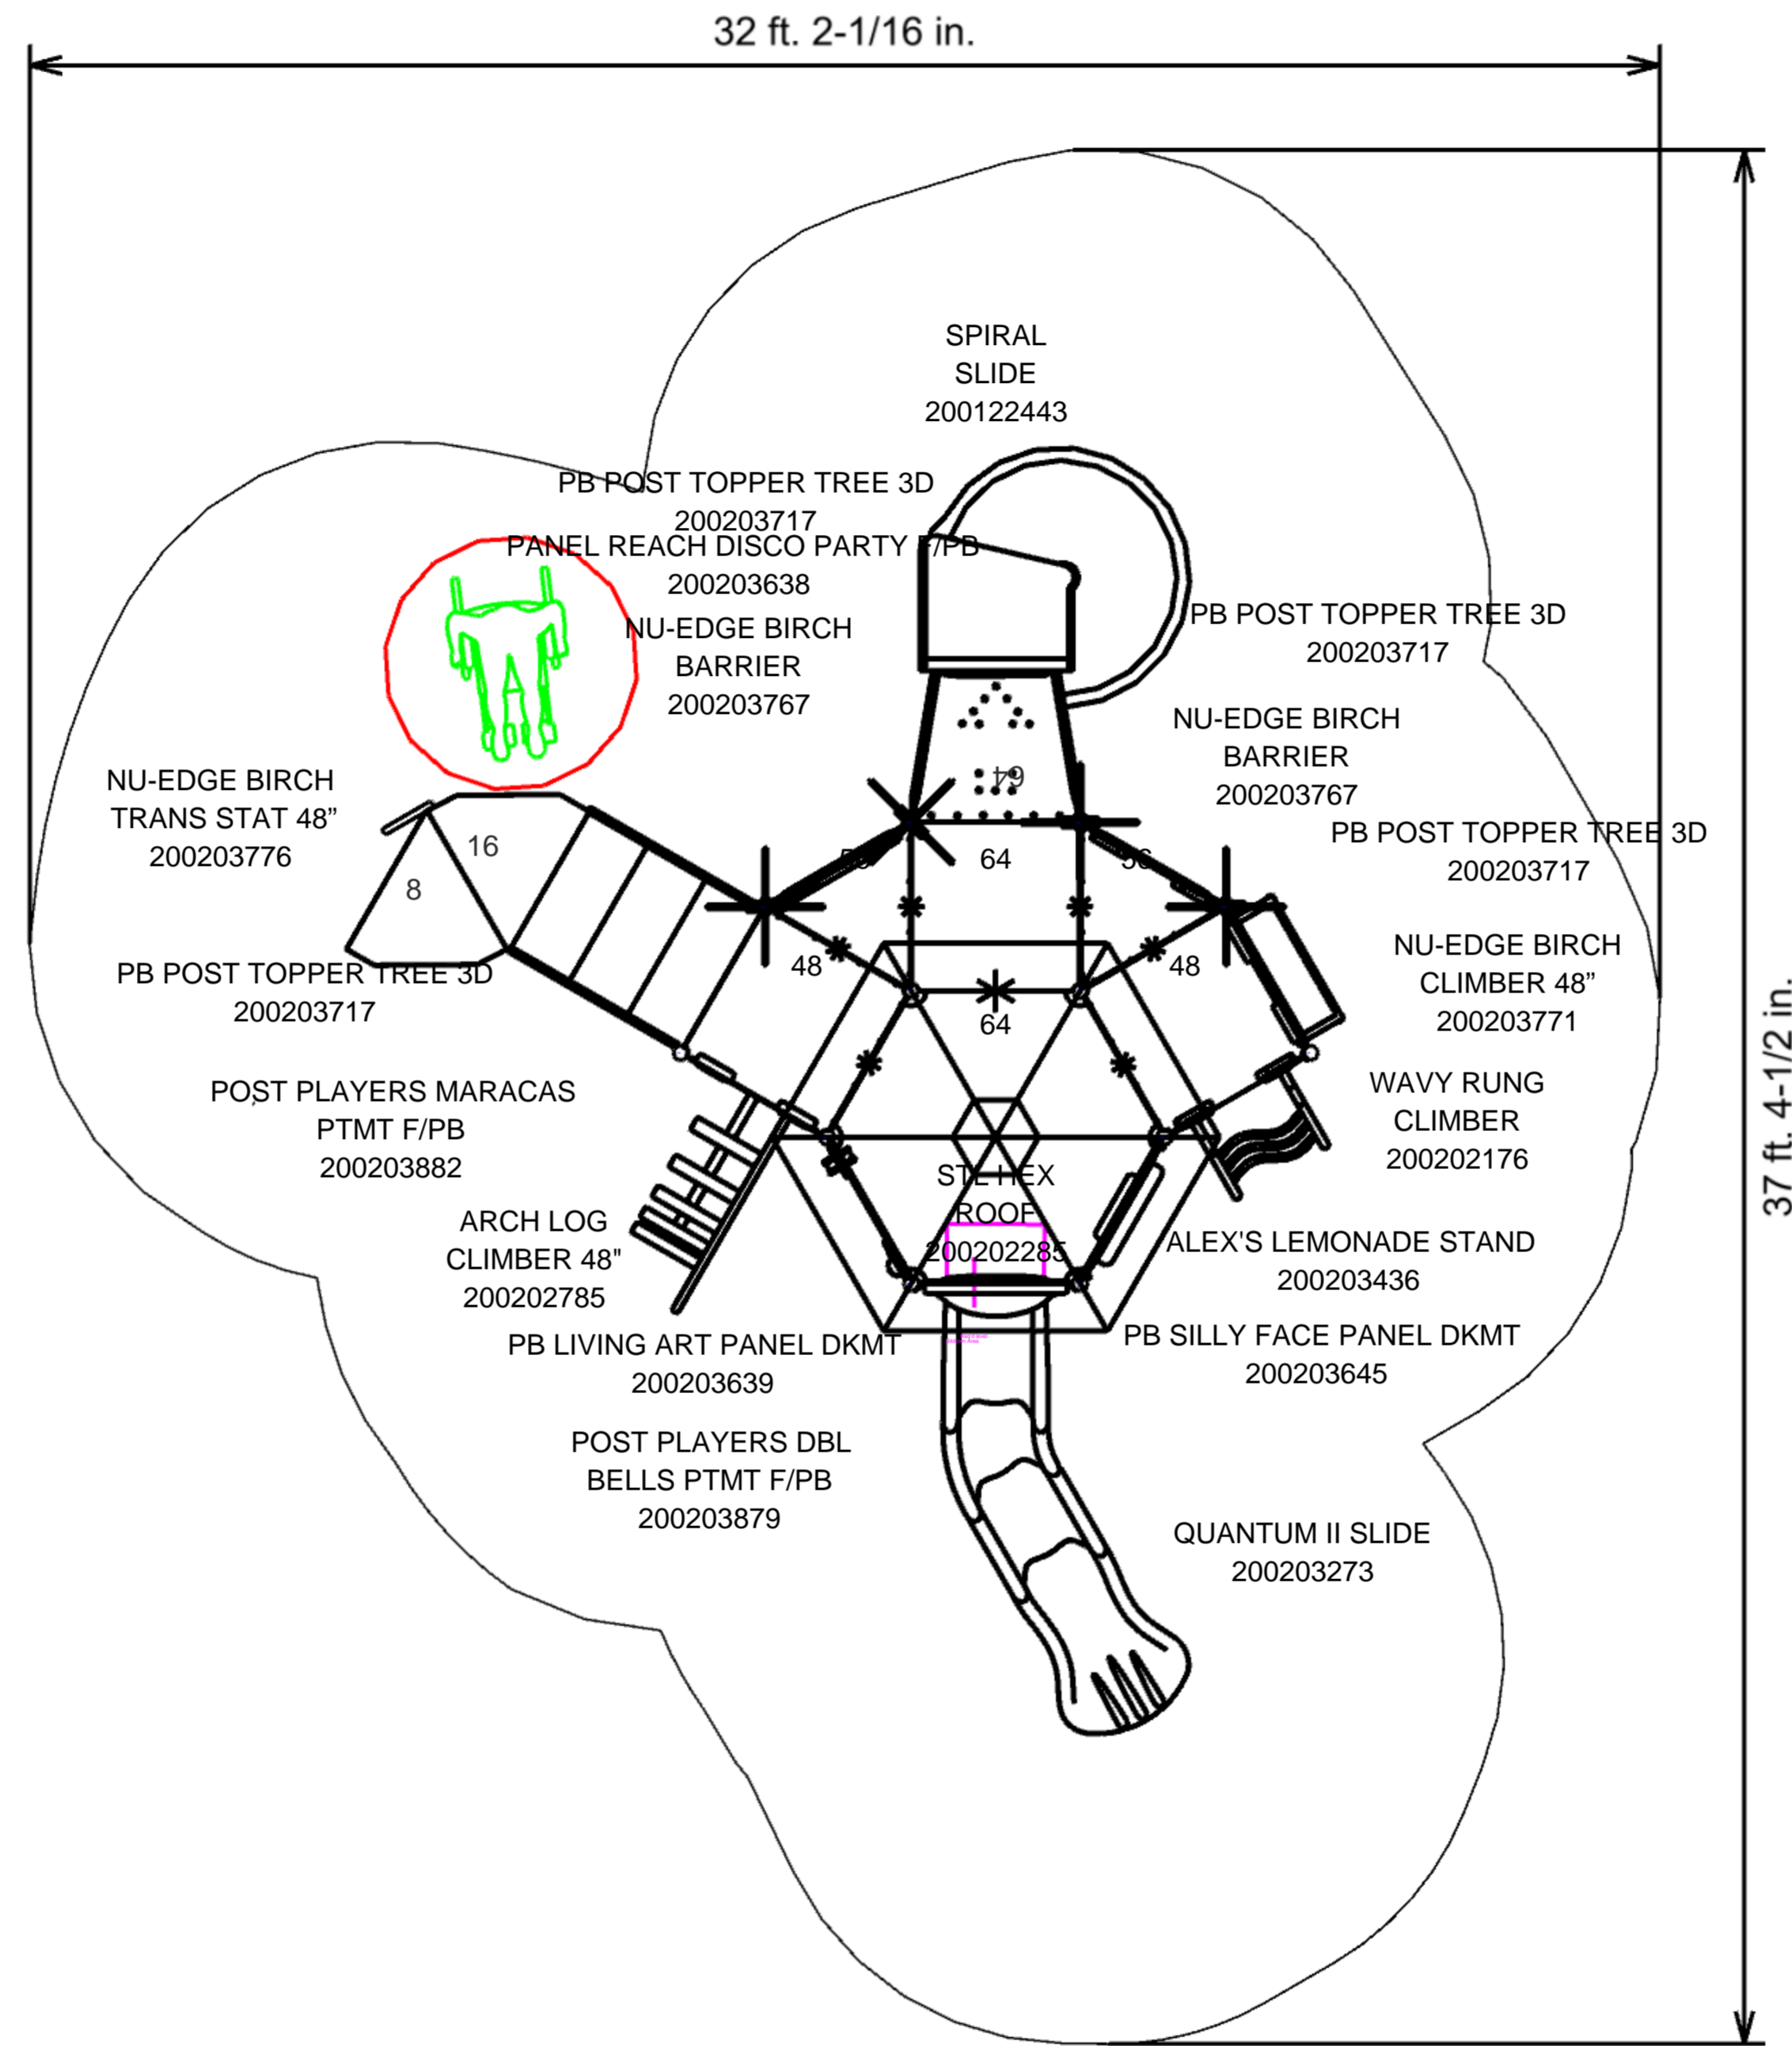 32 ft. 2-1/16 in.
SPIRAL
SLIDE
200122443
PB POST TOPPER TREE 3D
200203717
PANEL REACH DISCO PARTY F/PB
200203638
NU-EDGE BIRCH
BARRIER
200203767
PB POST TOPPER TREE 3D
200203717
NU-EDGE BIRCH
BARRIER
200203767
64
NU-EDGE BIRCH
TRANS STAT 48”
200203776
16
8
PB POST TOPPER TREE 3D
200203717
56
64
56
48
48
64
PB POST TOPPER TREE 3D
200203717
NU-EDGE BIRCH
CLIMBER 48”
200203771
37 ft. 4-1/2 in.
POST PLAYERS MARACAS
PTMT F/PB
200203882
WAVY RUNG
CLIMBER
200202176
STL HEX
ROOF
200202285
ARCH LOG
CLIMBER 48"
200202785
ALEX'S LEMONADE STAND
200203436
PB LIVING ART PANEL DKMT
200203639
PB SILLY FACE PANEL DKMT
200203645
POST PLAYERS DBL
BELLS PTMT F/PB
200203879
QUANTUM II SLIDE
200203273